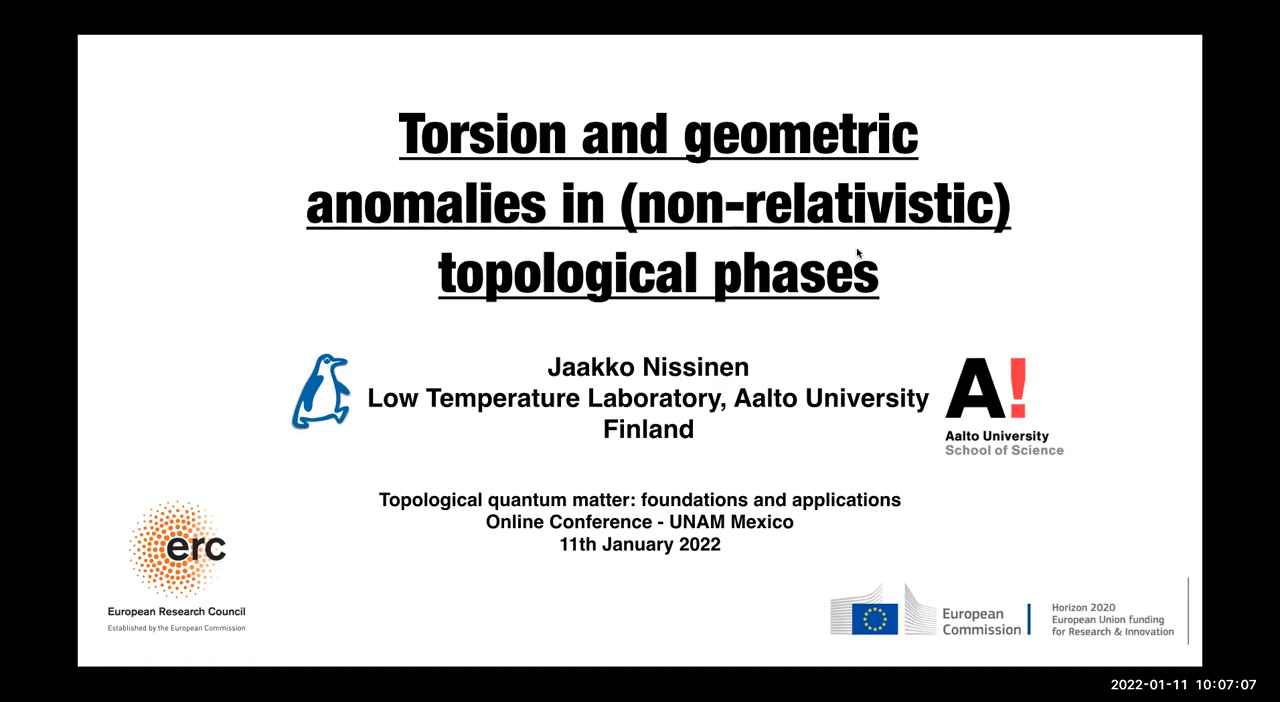 Torsion and geometric
anomalies in (non-relativistic)
topological phases
Jaakko Nissinen
Low Temperature Laboratory, Aalto University
Finland
A!
Aalto University
School of Science
Topological quantum matter: foundations and applications
Online Conference - UNAM Mexico
11th January 2022
erc
European Research Council
Established by the European Commission
European
Commission
Horizon 2020
European Union funding
for Research & Innovation
2022-01-11 10:07:07